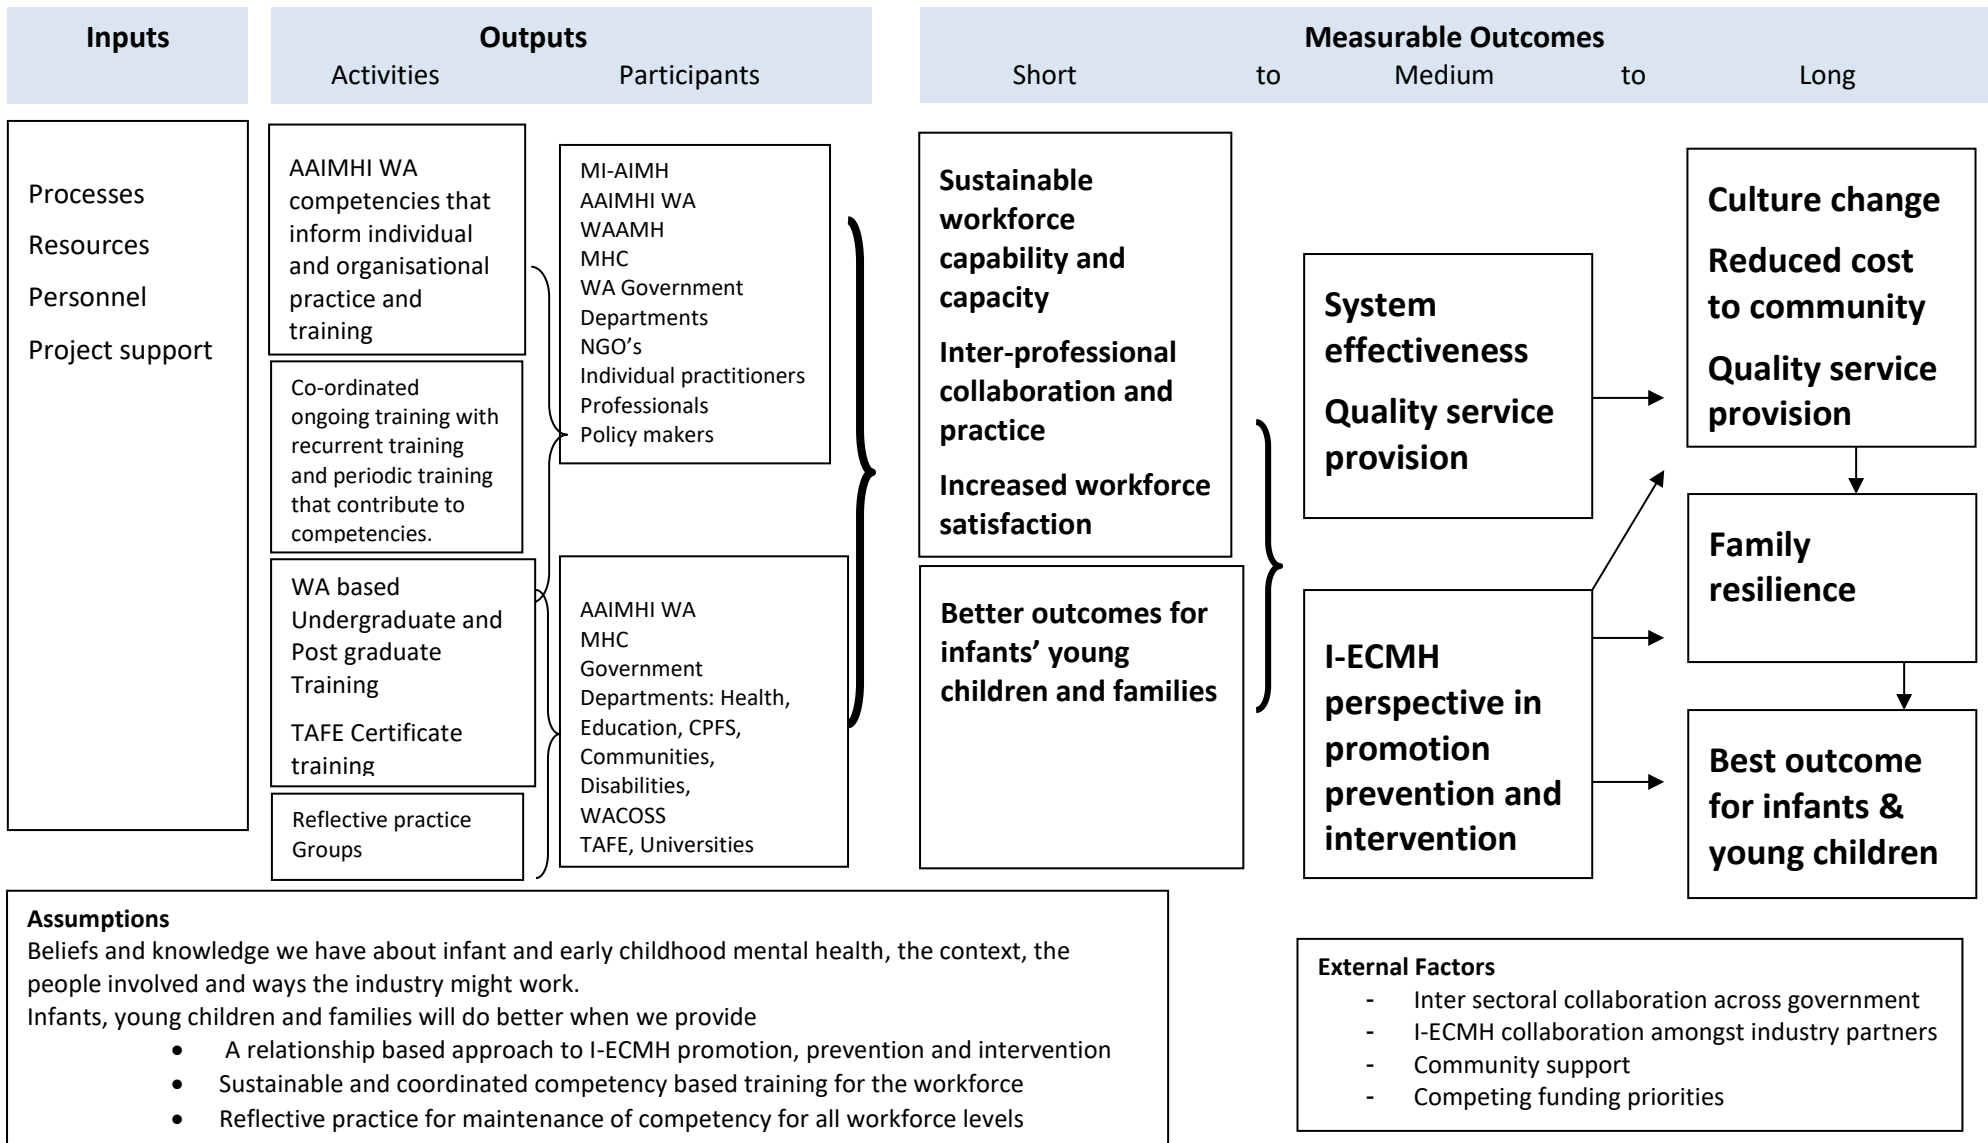 Inputs
Outputs
Activities
Participants
Measurable Outcomes
Short
to
Medium
to
Long
Processes
Resources
Personnel
Project support
AAIMHI WA
competencies that
inform individual
and organisational
practice and
training
Co-ordinated
ongoing training with
recurrent training
and periodic training
that contribute to
competencies.
WA based
Undergraduate and
Post graduate
Training
TAFE Certificate
training
Reflective practice
Groups
MI-AIMH
AAIMHI WA
WAAMH
MHC
WA Government
Departments
NGO’s
Individual practitioners
Professionals
Policy makers
AAIMHI WA
MHC
Government
Departments: Health,
Education, CPFS,
Communities,
Disabilities,
WACOSS
TAFE, Universities
Sustainable
workforce
capability and
capacity
Inter-professional
collaboration and
practice
Increased workforce
satisfaction
Better outcomes for
infants’ young
children and families
System
effectiveness
Quality service
provision
I-ECMH
perspective in
promotion
prevention and
intervention
Culture change
Reduced cost
to community
Quality service
provision
Family
resilience
Best outcome
for infants &
young children
Assumptions
Beliefs and knowledge we have about infant and early childhood mental health, the context, the
people involved and ways the industry might work.
Infants, young children and families will do better when we provide
• A relationship based approach to I-ECMH promotion, prevention and intervention
• Sustainable and coordinated competency based training for the workforce
• Reflective practice for maintenance of competency for all workforce levels
External Factors
- Inter sectoral collaboration across government
- I-ECMH collaboration amongst industry partners
- Community support
- Competing funding priorities